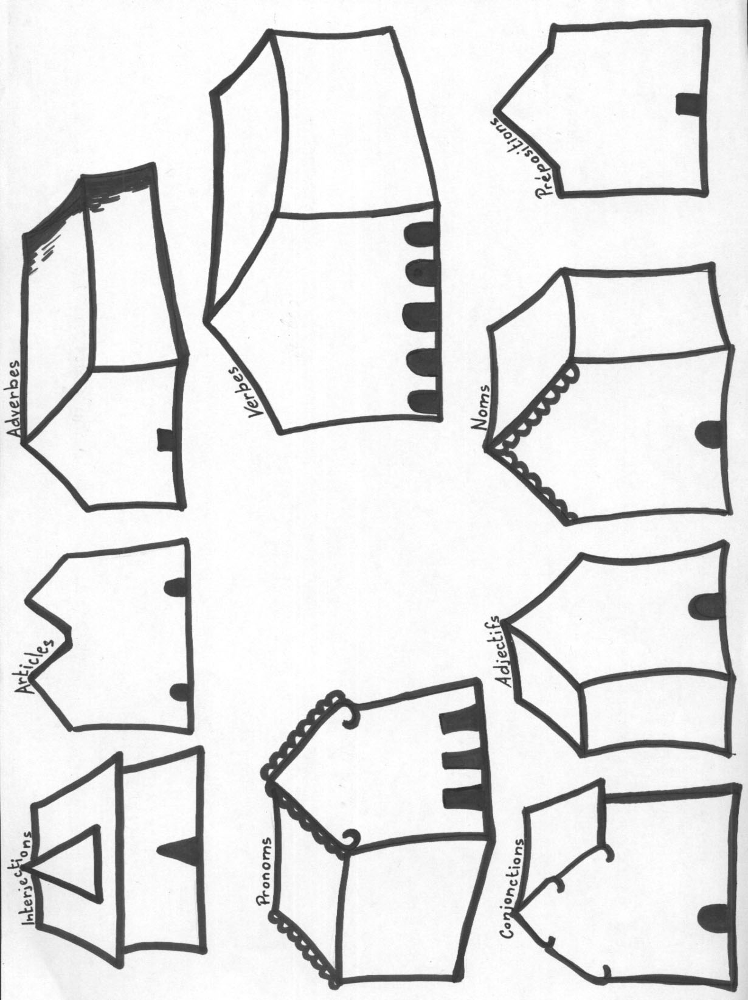 Interjections
Articles
Adverbes
Pronoms
Verbes
Conjonctions
Adjectifs
Noms
Prépositions